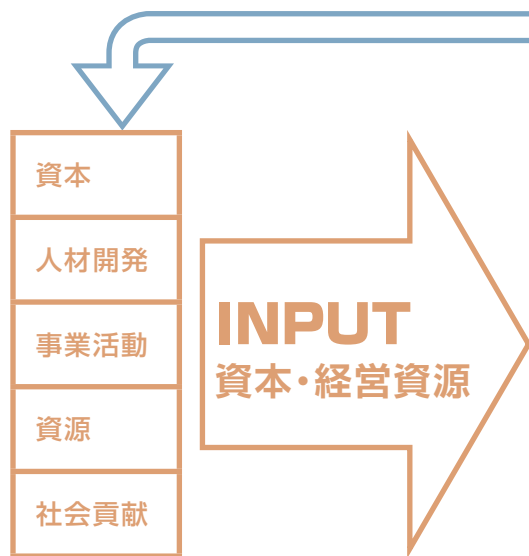 資本
人材開発
事業活動
資源
社会貢献
INPUT
資本・経営資源